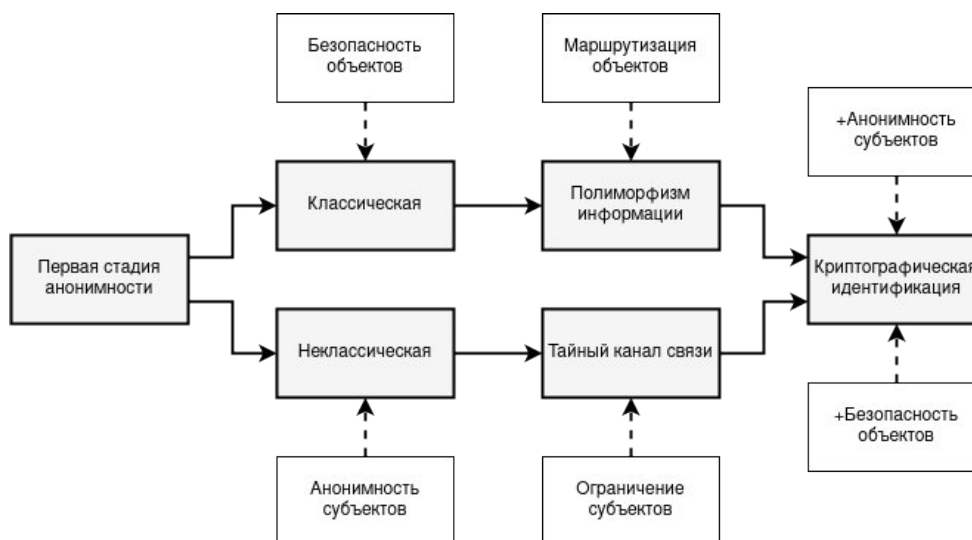 Безопасность
объектов
Маршрутизация
объектов
+Анонимность
субъектов
Классическая
Полиморфизм
информации
Первая стадия
анонимности
Криптографическая
идентификация
Неклассическая
Тайный канал связи
+Безопасность
объектов
Анонимность
субъектов
Ограничение
субъектов